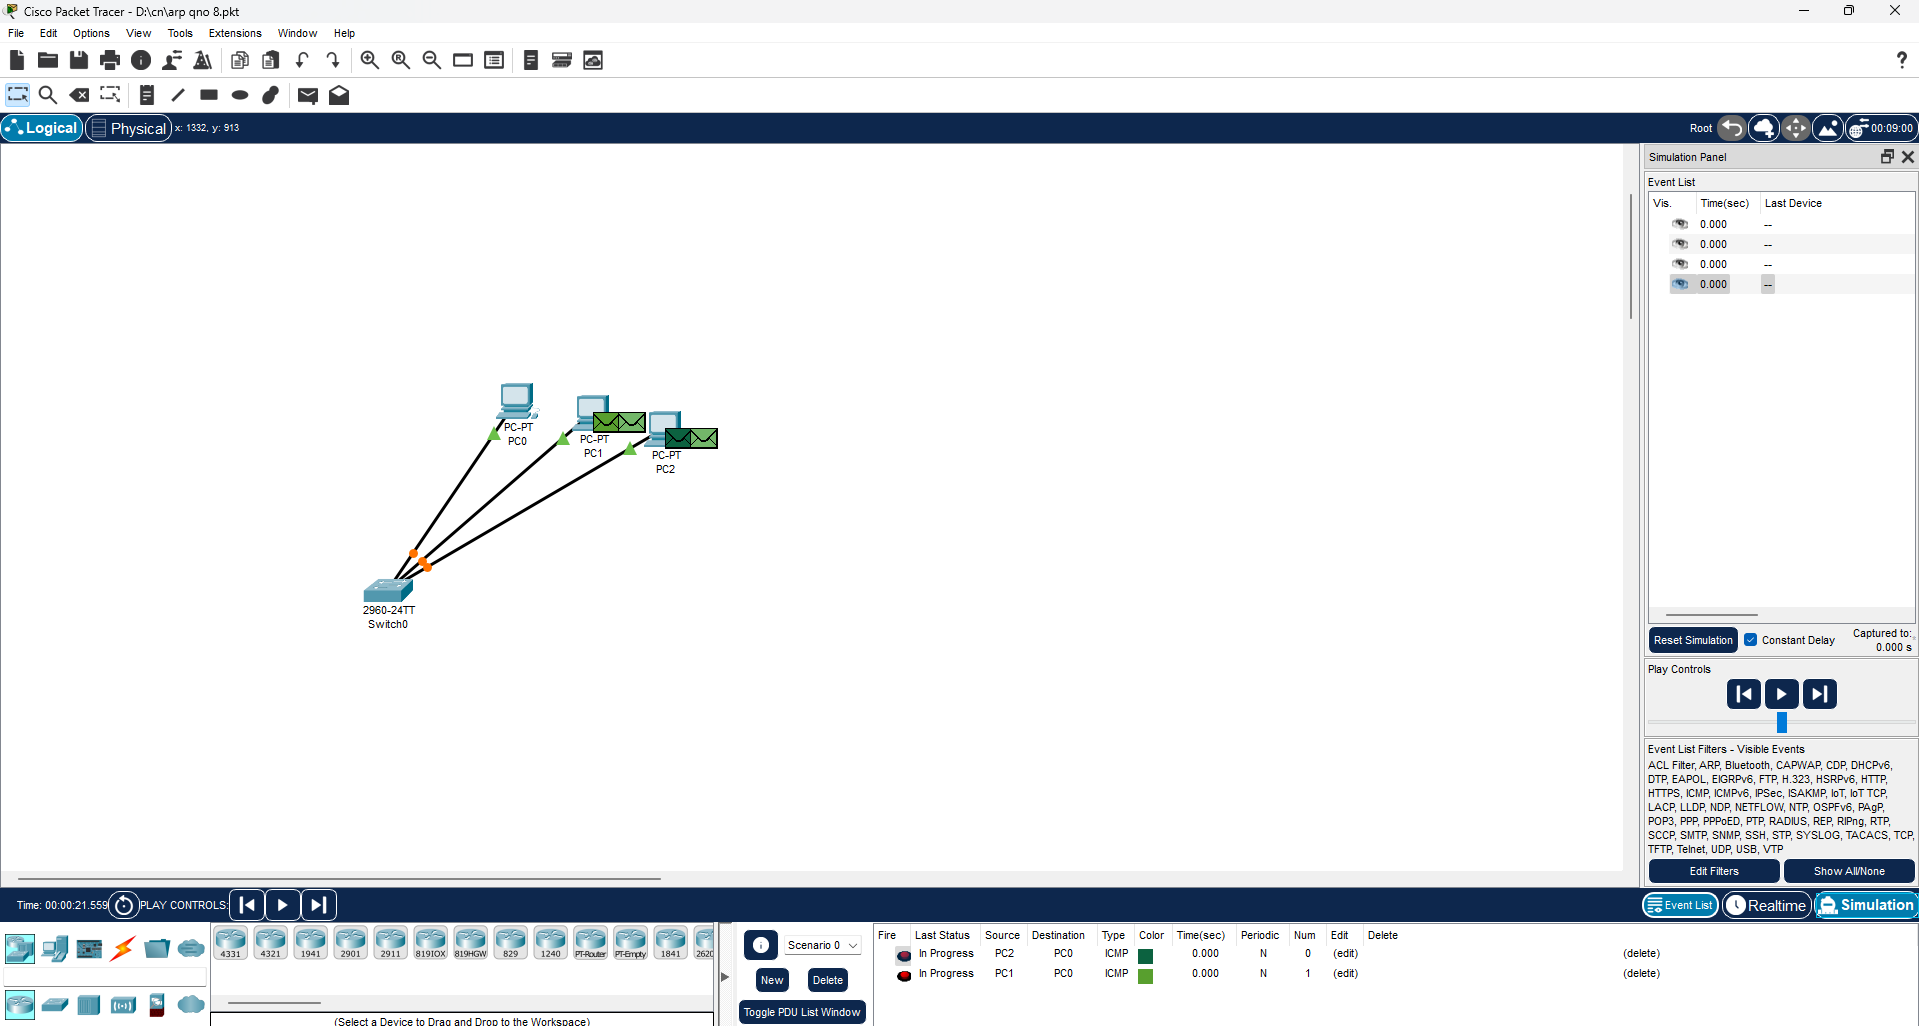 Cisco Packet Tracer - D:\cn\arp qno 8.pkt
File Edit Options View Tools Extensions Window Help
Logical Physical x: 1332, y: 913 Root 00:09:00
Simulation Panel
Event List
Vis. Time(sec) Last Device
0.000 --
0.000 --
0.000 --
0.000 --
PC-PT
PC0
PC-PT
PC1
PC-PT
PC2
2960-24TT
Switch0
Reset Simulation Constant Delay Captured to:
0.000 s
Play Controls
Event List Filters - Visible Events
ACL Filter, ARP, Bluetooth, CAPWAP, CDP, DHCPv6,
DTP, EAPOL, EIGRPv6, FTP, H.323, HSRPv6, HTTP,
HTTPS, ICMP, ICMPv6, IPSec, ISAKMP, IoT, IoT TCP,
LACP, LLDP, NDP, NETFLOW, NTP, OSPFv6, PAgP,
POP3, PPP, PPPoED, PTP, RADIUS, REP, RIPng, RTP,
SCCP, SMTP, SNMP, SSH, STP, SYSLOG, TACACS, TCP,
TFTP, Telnet, UDP, USB, VTP
Edit Filters Show All/None
Time: 00:00:21.559 PLAY CONTROLS: Event List Realtime Simulation
4331 4321 1941 2901 2911 819IOX 819HGW 829 1240 PT-Router PT-Empty 1841 2620
(Select a Device to Drag and Drop to the Workspace)
Scenario 0
New Delete
Toggle PDU List Window
Fire Last Status Source Destination Type Color Time(sec) Periodic Num Edit Delete
In Progress PC2 PC0 ICMP 0.000 N 0 (edit) (delete)
In Progress PC1 PC0 ICMP 0.000 N 1 (edit) (delete)